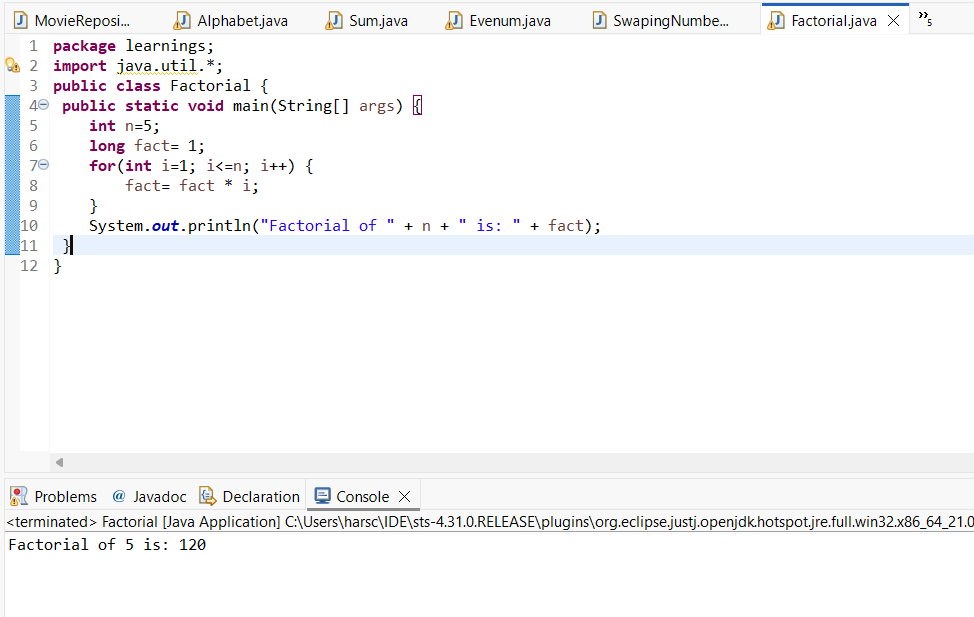 MovieReposi... Alphabet.java Sum.java Evenum.java SwapingNumbe... Factorial.java »5
1 package learnings;
2 import java.util.*;
3 public class Factorial {
4 public static void main(String[] args) {
5 int n=5;
6 long fact= 1;
7 for(int i=1; i<=n; i++) {
8 fact= fact * i;
9 }
10 System.out.println("Factorial of " + n + " is: " + fact);
11 }
12 }
Problems @ Javadoc Declaration Console
<terminated> Factorial [Java Application] C:\Users\harsc\IDE\sts-4.31.0.RELEASE\plugins\org.eclipse.justj.openjdk.hotspot.jre.full.win32.x86_64_21.0
Factorial of 5 is: 120